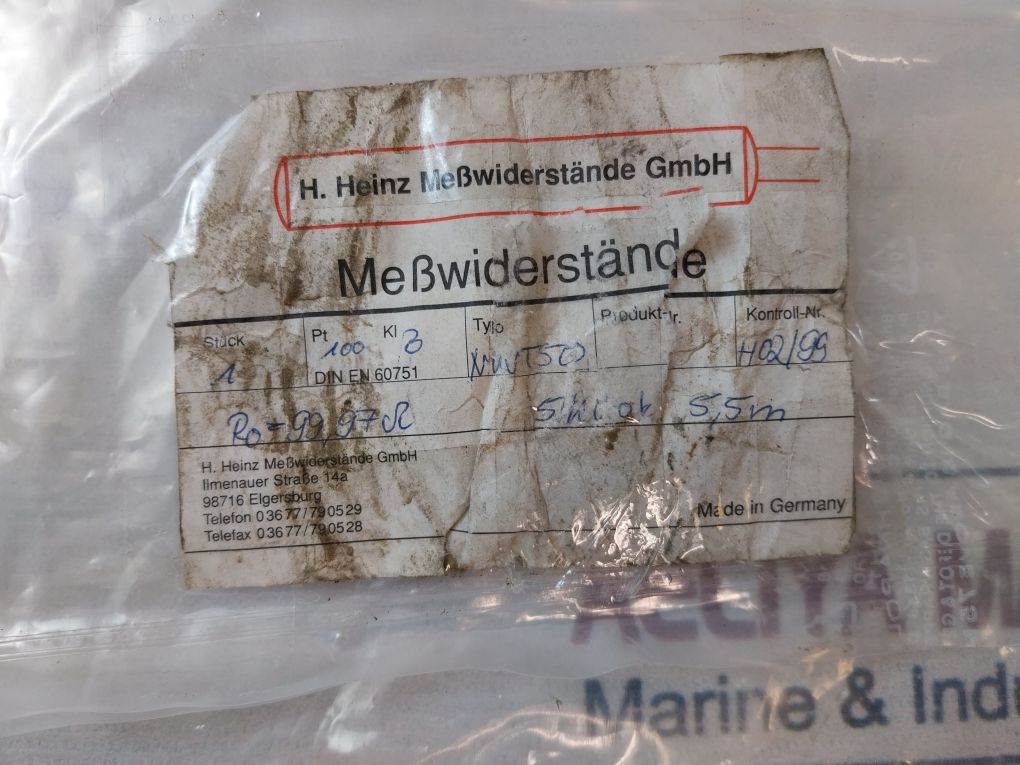 H. Heinz Meßwiderstände GmbH
Meßwiderstände
Stück Pt 100 Kl B Typ Produkt-Nr. Kontroll-Nr.
1 DIN EN 60751 H02/99
R0 = 99,97 Ω 5,5m
H. Heinz Meßwiderstände GmbH
Ilmenauer Straße 14a
98716 Elgersburg
Telefon 03677/790529
Telefax 03677/790528
Made in Germany
Marine & Indu